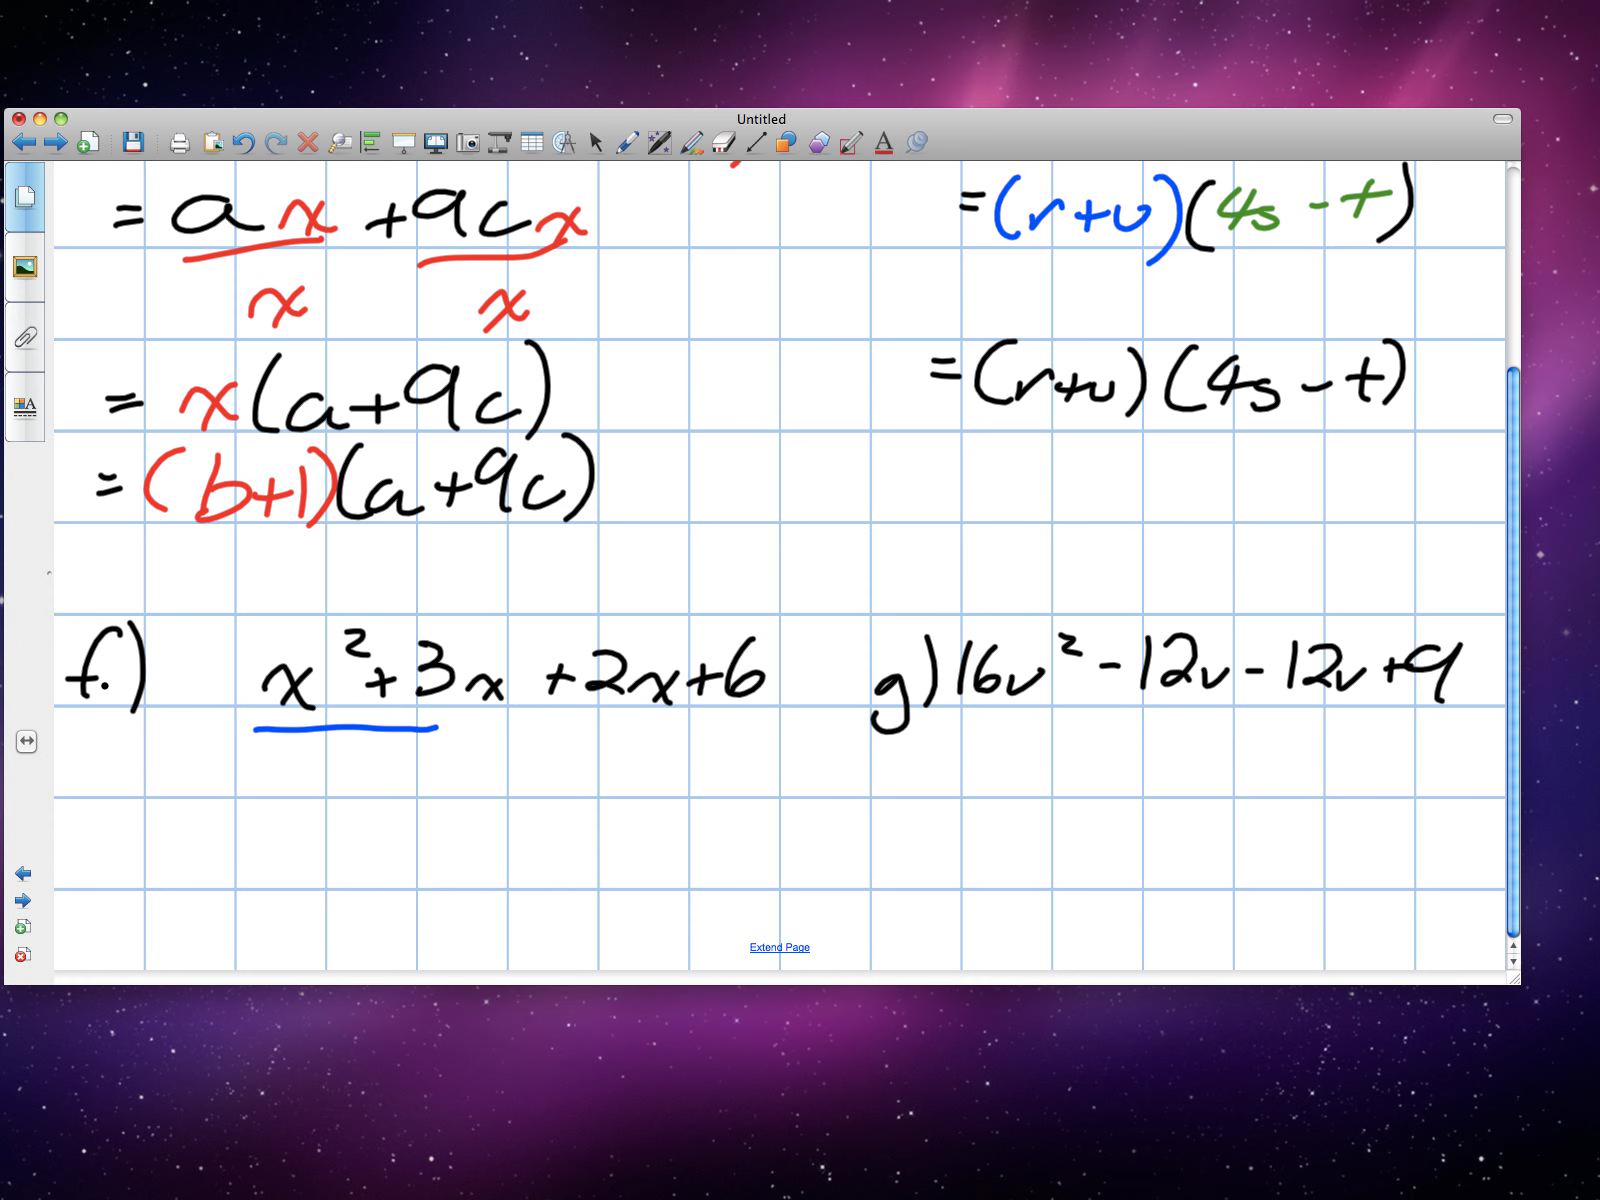 Untitled
= ax + 9cx
x x
= x(a+9c)
= (b+1)(a+9c)
= (r+v)(4s - t)
= (r+v)(4s - t)
f.) x² + 3x + 2x + 6
g) 16v² - 12v - 12v + 9
Extend Page